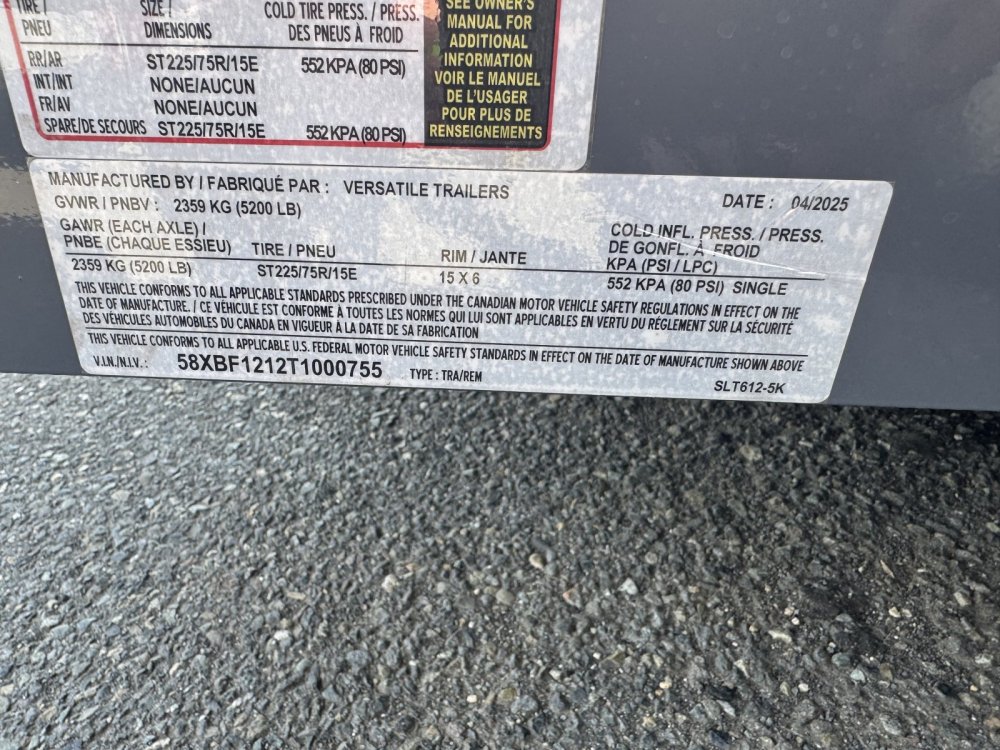 TIRE / SIZE / COLD TIRE PRESS. / PRESS.
PNEU DIMENSIONS DES PNEUS À FROID
RR/AR ST225/75R/15E 552 KPA (80 PSI)
INT/INT NONE/AUCUN
FR/AV NONE/AUCUN
SPARE/DE SECOURS ST225/75R/15E 552 KPA (80 PSI)
SEE OWNER'S
MANUAL FOR
ADDITIONAL
INFORMATION
VOIR LE MANUEL
DE L'USAGER
POUR PLUS DE
RENSEIGNEMENTS
MANUFACTURED BY / FABRIQUÉ PAR : VERSATILE TRAILERS DATE : 04/2025
GVWR / PNBV : 2359 KG (5200 LB)
GAWR (EACH AXLE) /
PNBE (CHAQUE ESSIEU) TIRE / PNEU RIM / JANTE
COLD INFL. PRESS. / PRESS.
DE GONFL. À FROID
KPA (PSI / LPC)
2359 KG (5200 LB) ST225/75R/15E 15 X 6 552 KPA (80 PSI) SINGLE
THIS VEHICLE CONFORMS TO ALL APPLICABLE STANDARDS PRESCRIBED UNDER THE CANADIAN MOTOR VEHICLE SAFETY REGULATIONS IN EFFECT ON THE
DATE OF MANUFACTURE. / CE VÉHICULE EST CONFORME À TOUTES LES NORMES QUI LUI SONT APPLICABLES EN VERTU DU RÉGLEMENT SUR LA SÉCURITÉ
DES VÉHICULES AUTOMOBILES DU CANADA EN VIGUEUR À LA DATE DE SA FABRICATION
THIS VEHICLE CONFORMS TO ALL APPLICABLE U.S. FEDERAL MOTOR VEHICLE SAFETY STANDARDS IN EFFECT ON THE DATE OF MANUFACTURE SHOWN ABOVE
V.I.N./N.I.V.: 58XBF1212T1000755 TYPE : TRA/REM SLT612-5K